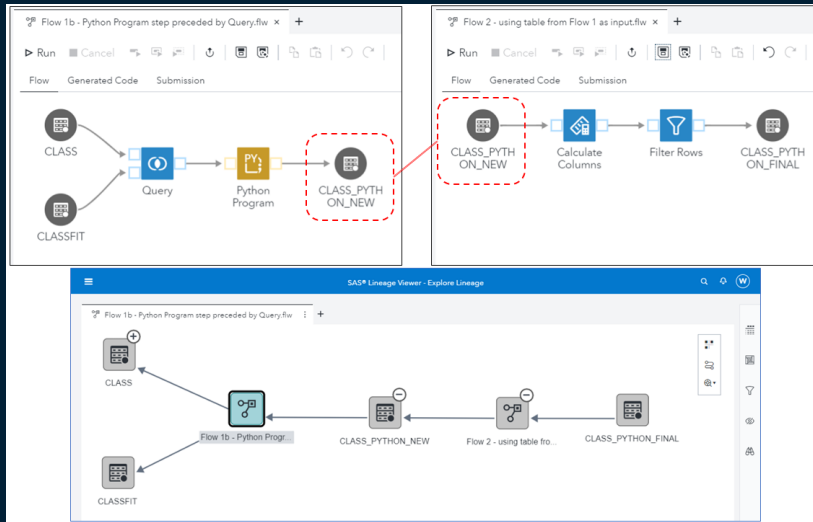 Flow 1b - Python Program step preceded by Query.flw × +
Run Cancel
Flow Generated Code Submission
CLASS
Query
Python
Program
CLASS_PYTH
ON_NEW
CLASSFIT
Flow 2 - using table from Flow 1 as input.flw × +
Run Cancel
Flow Generated Code Submission
CLASS_PYTH
ON_NEW
Calculate
Columns
Filter Rows
CLASS_PYTH
ON_FINAL
SAS® Lineage Viewer - Explore Lineage
W
Flow 1b - Python Program step preceded by Query.flw +
CLASS
Flow 1b - Python Progr...
CLASS_PYTHON_NEW
Flow 2 - using table fro...
CLASS_PYTHON_FINAL
CLASSFIT